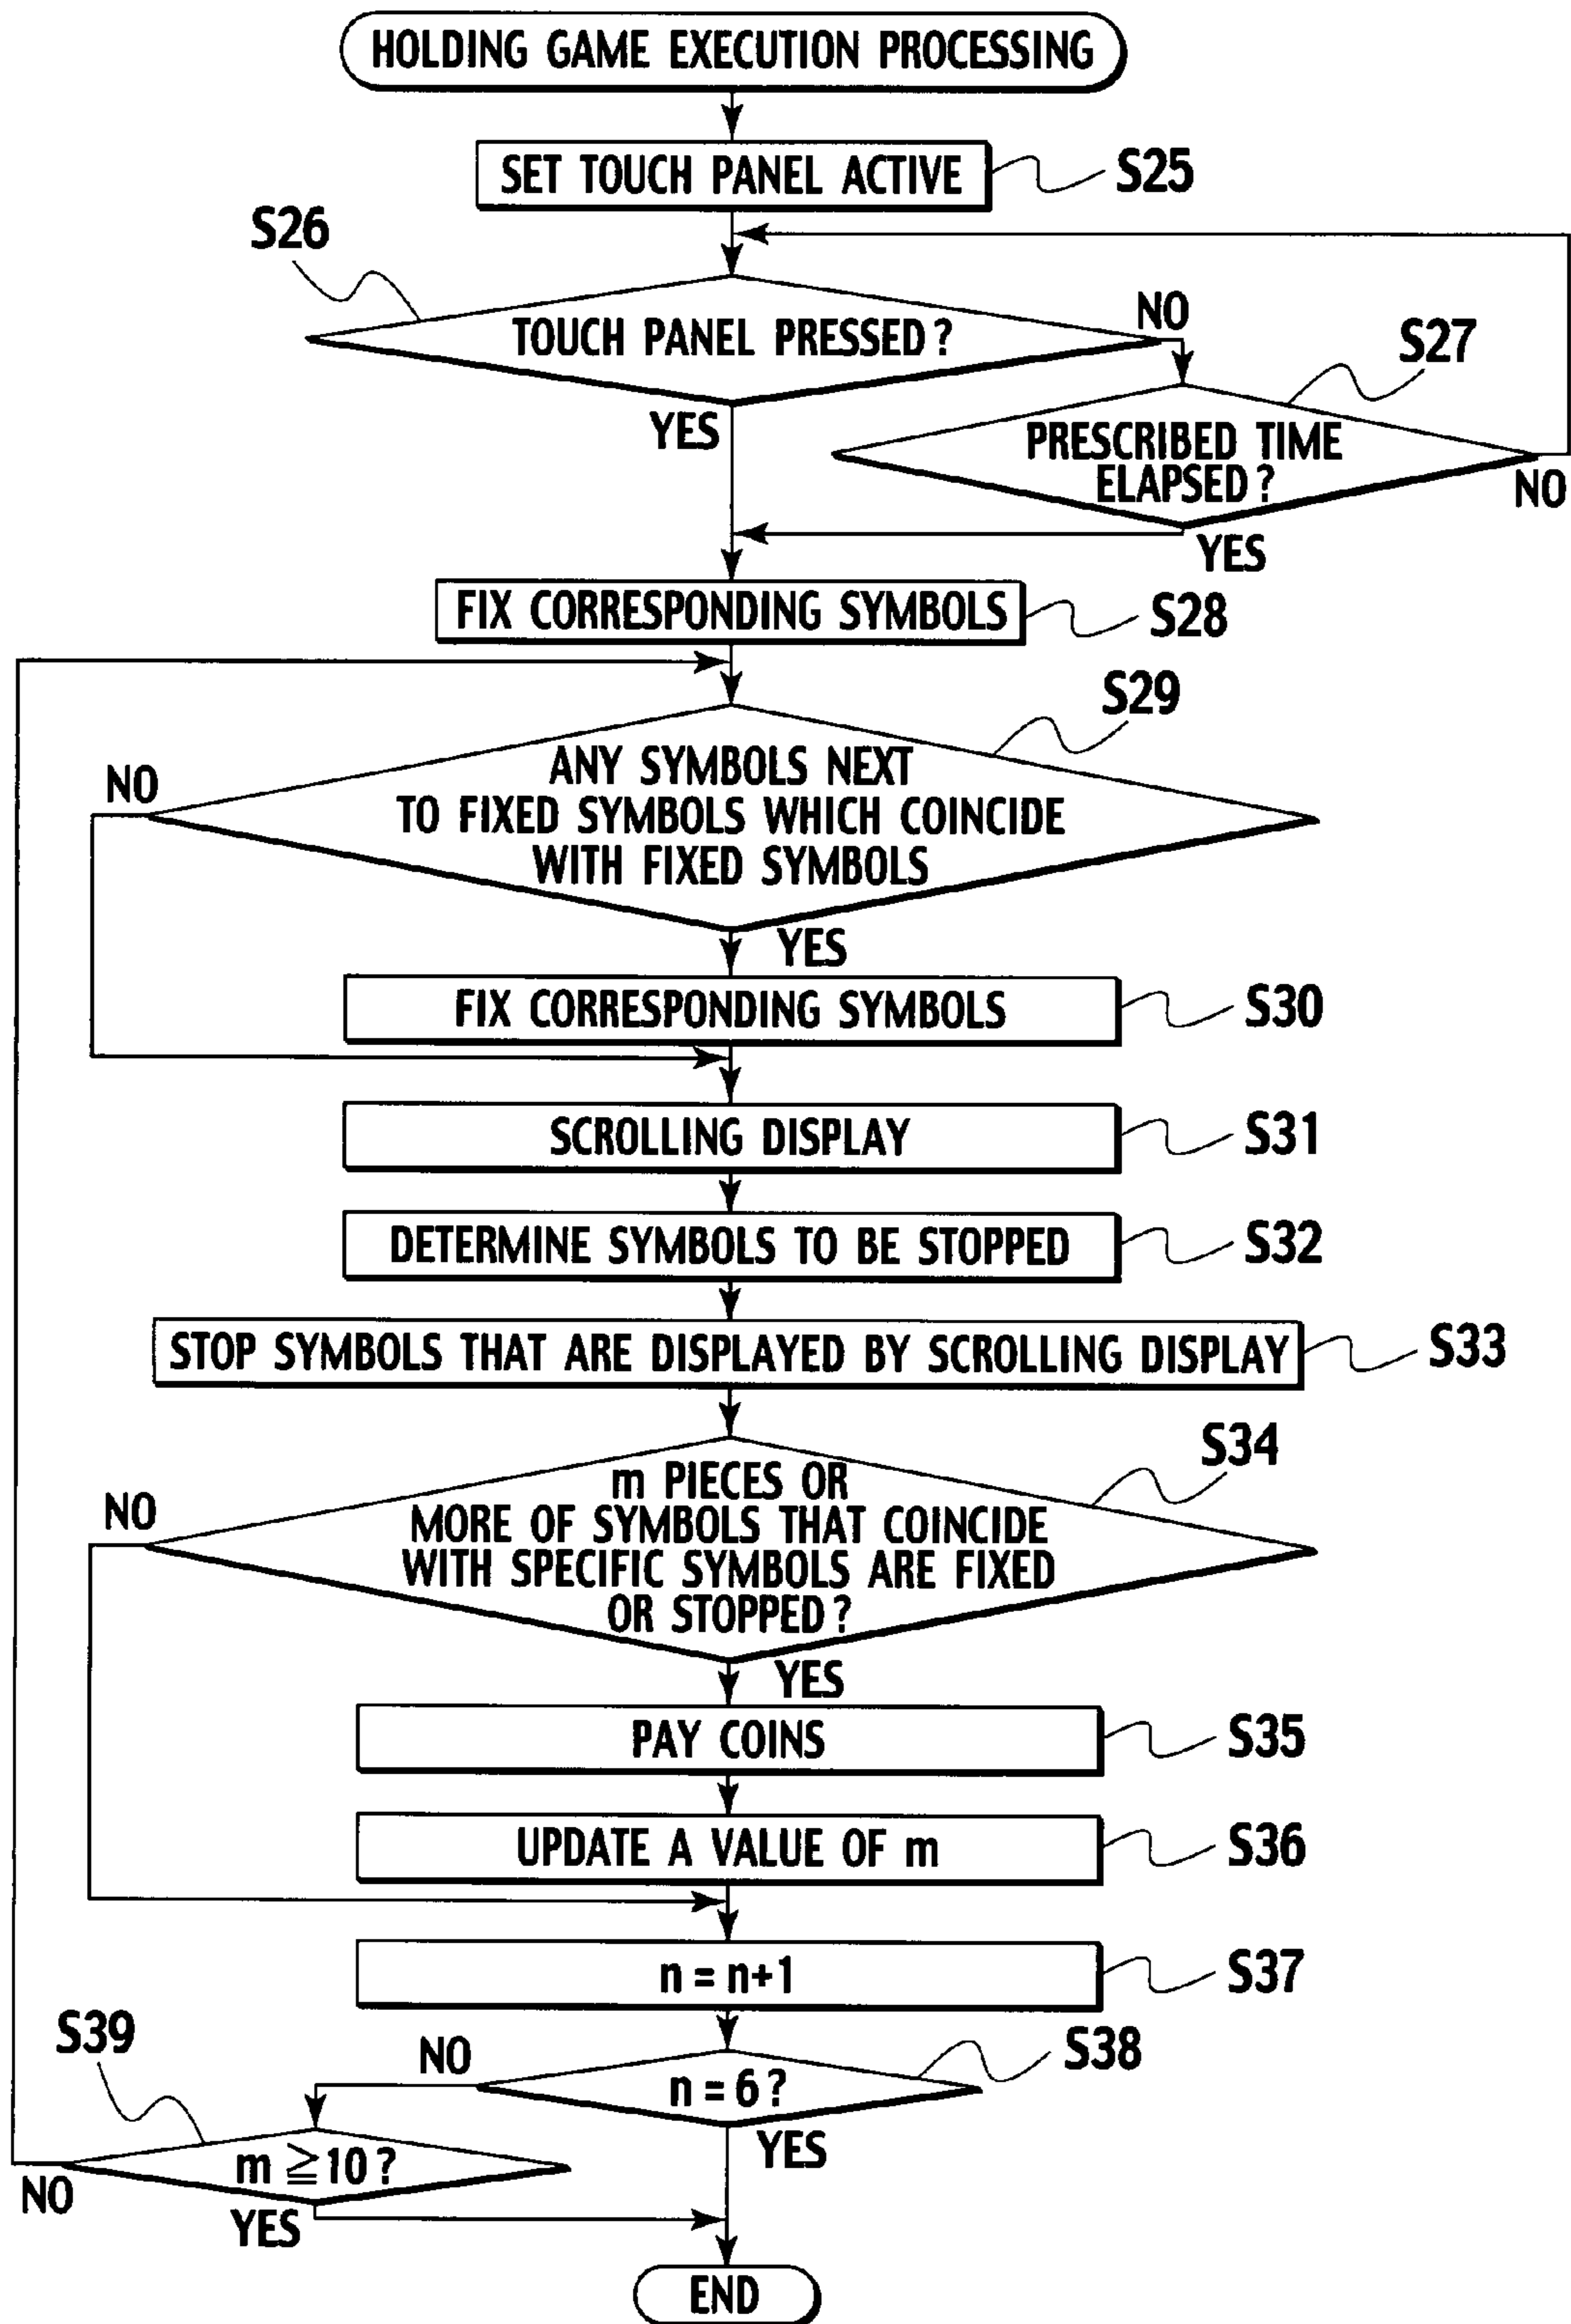 HOLDING GAME EXECUTION PROCESSING
SET TOUCH PANEL ACTIVE
S25
S26
TOUCH PANEL PRESSED?
NO
YES
S27
PRESCRIBED TIME
ELAPSED?
NO
YES
FIX CORRESPONDING SYMBOLS
S28
S29
ANY SYMBOLS NEXT
TO FIXED SYMBOLS WHICH COINCIDE
WITH FIXED SYMBOLS
NO
YES
FIX CORRESPONDING SYMBOLS
S30
SCROLLING DISPLAY
S31
DETERMINE SYMBOLS TO BE STOPPED
S32
STOP SYMBOLS THAT ARE DISPLAYED BY SCROLLING DISPLAY
S33
S34
m PIECES OR
MORE OF SYMBOLS THAT COINCIDE
WITH SPECIFIC SYMBOLS ARE FIXED
OR STOPPED?
NO
YES
PAY COINS
S35
UPDATE A VALUE OF m
S36
n = n+1
S37
S38
n = 6?
NO
YES
S39
m ≧ 10?
NO
YES
END